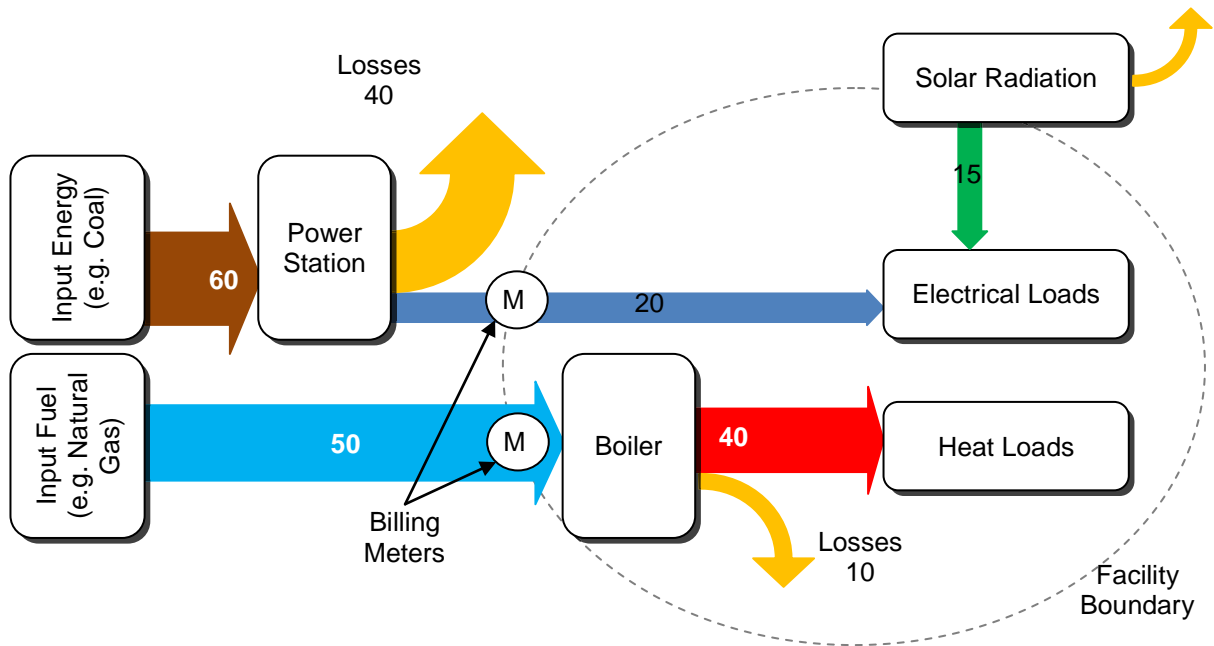 Losses
40
Solar Radiation
15
Input Energy
(e.g. Coal)
60
Power
Station
M
20
Electrical Loads
Input Fuel
(e.g. Natural
Gas)
50
M
Boiler
40
Heat Loads
Billing
Meters
Losses
10
Facility
Boundary